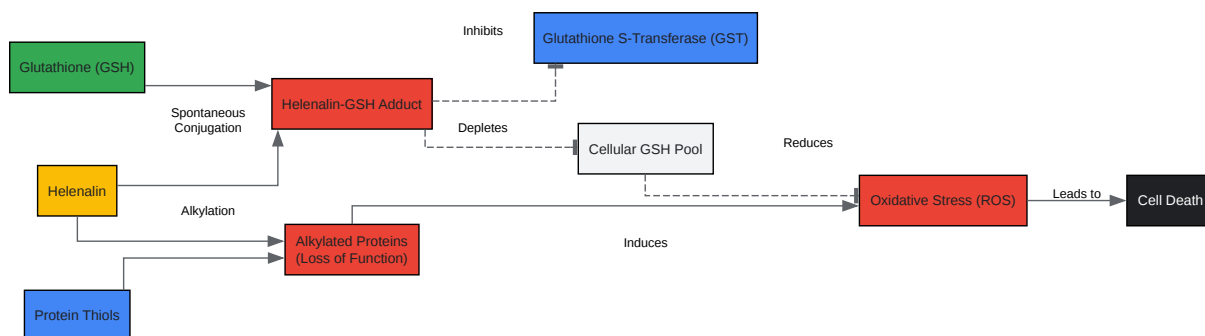 Inhibits
Glutathione S-Transferase (GST)
Glutathione (GSH)
Helenalin-GSH Adduct
Spontaneous
Conjugation
Depletes
Cellular GSH Pool
Reduces
Helenalin
Oxidative Stress (ROS)
Leads to
Cell Death
Alkylation
Alkylated Proteins
(Loss of Function)
Induces
Protein Thiols